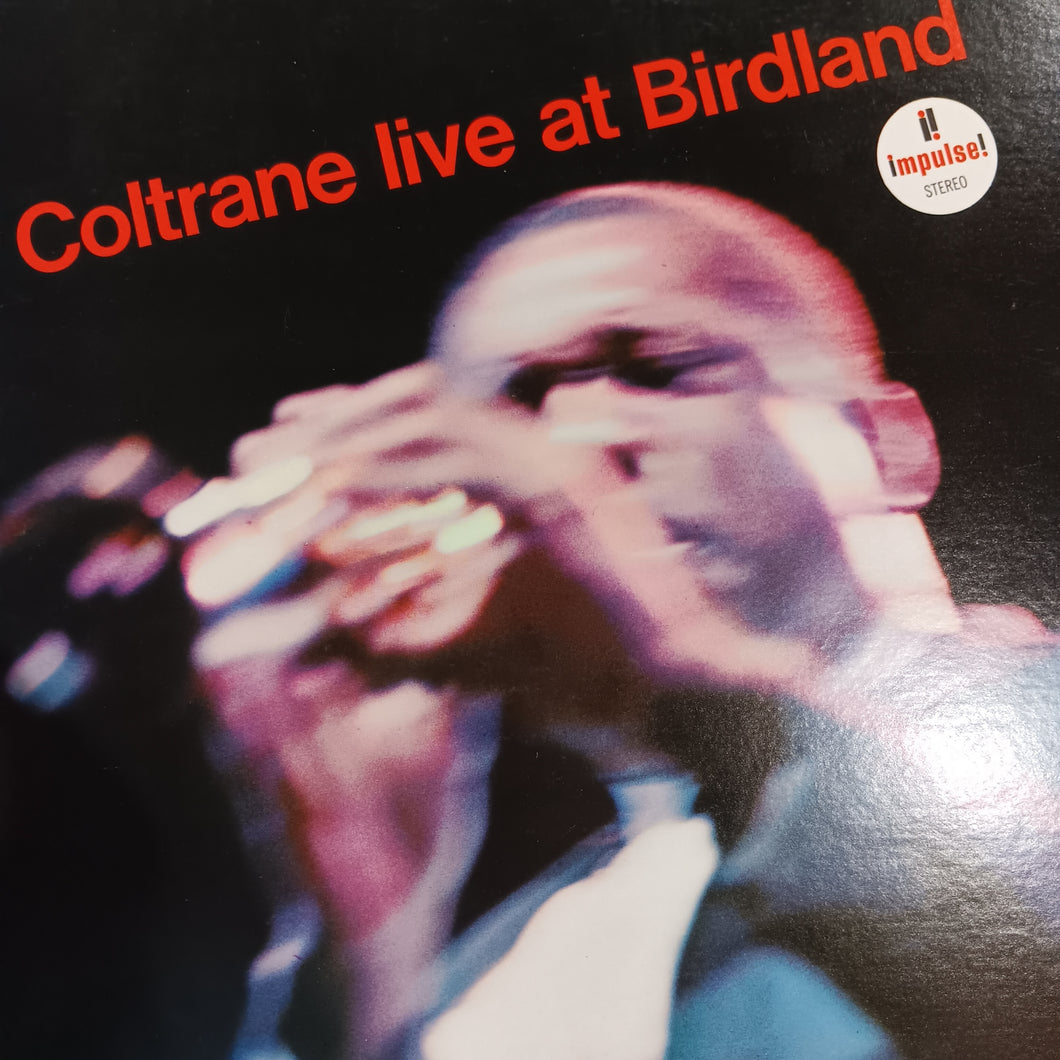 Coltrane live at Birdland
i!
impulse!
STEREO